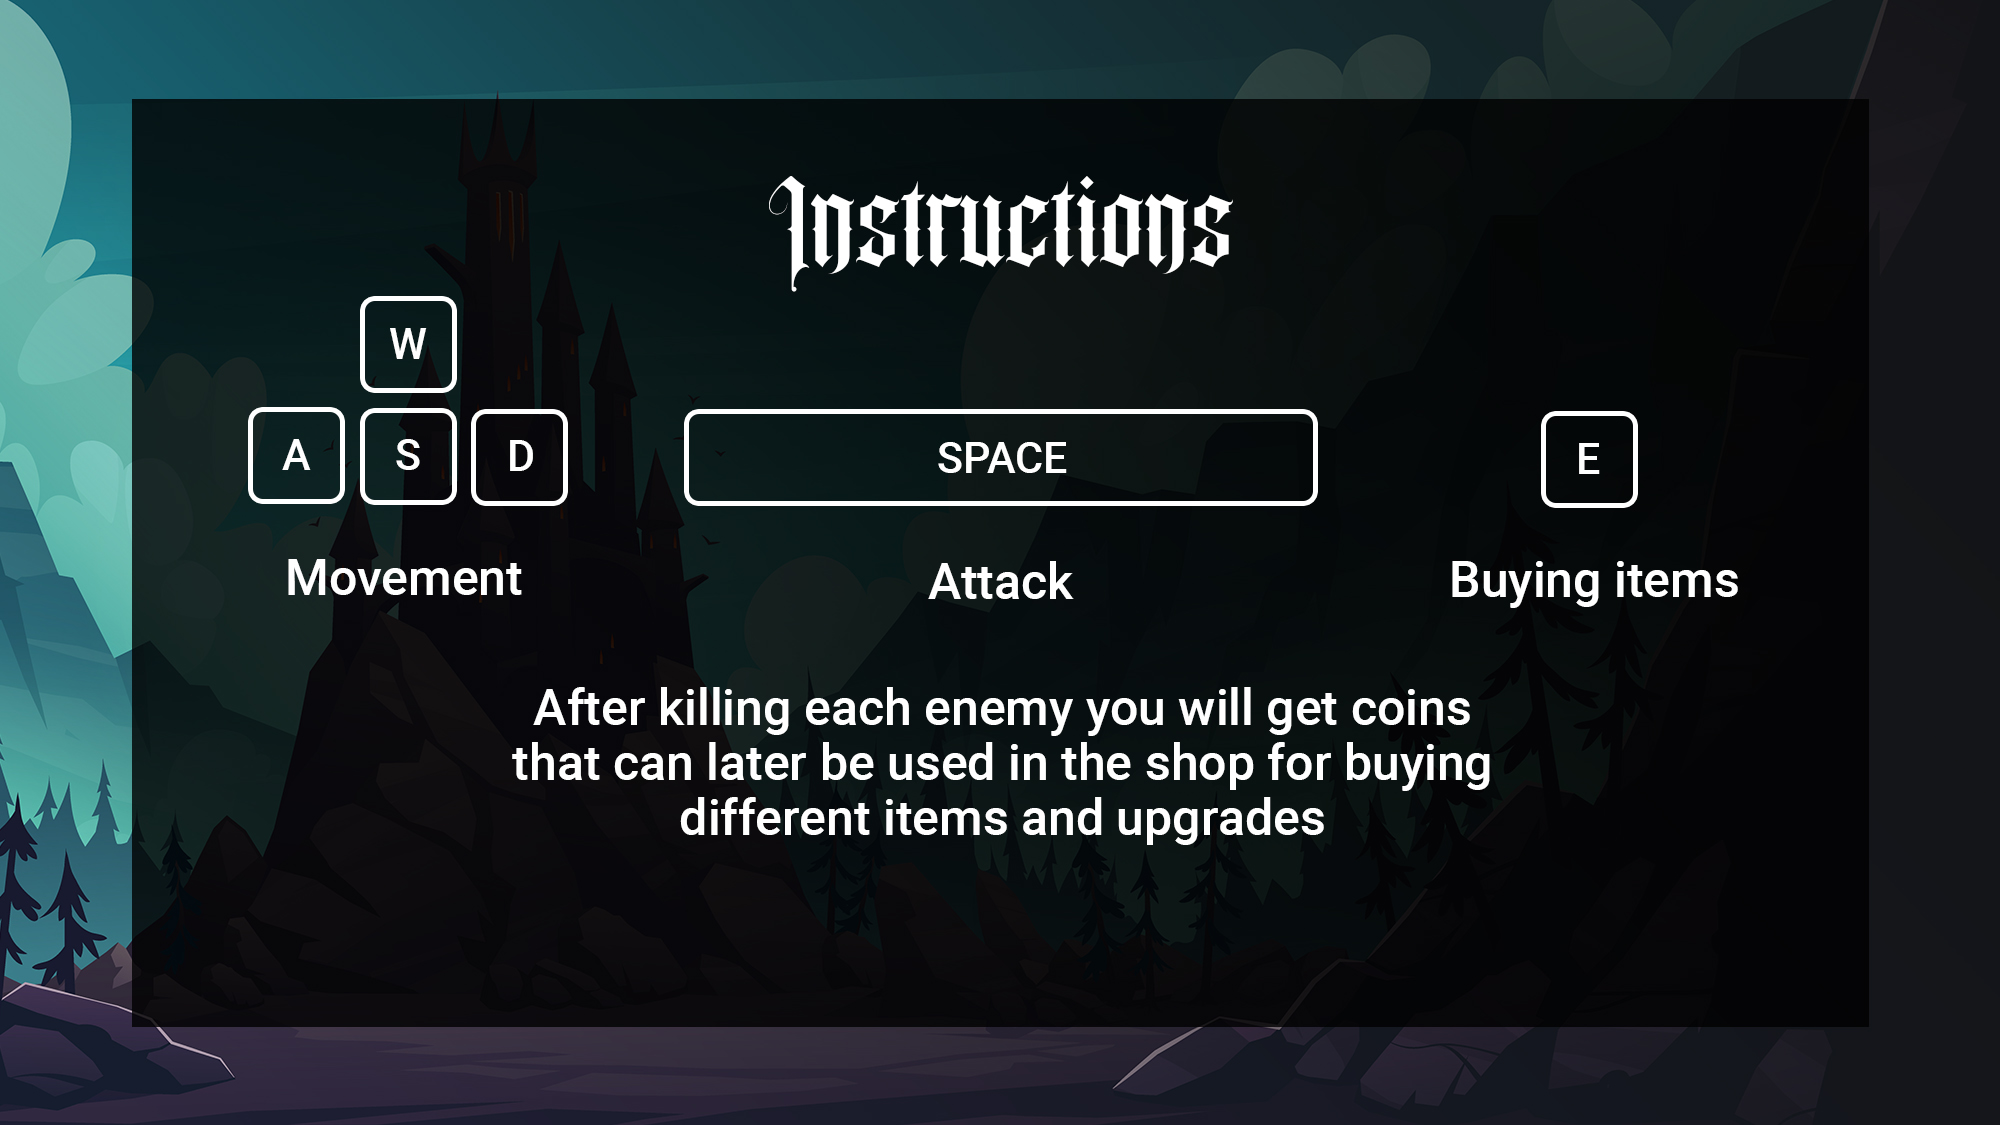 Instructions
W
A S D
SPACE
E
Movement
Attack
Buying items
After killing each enemy you will get coins
that can later be used in the shop for buying
different items and upgrades